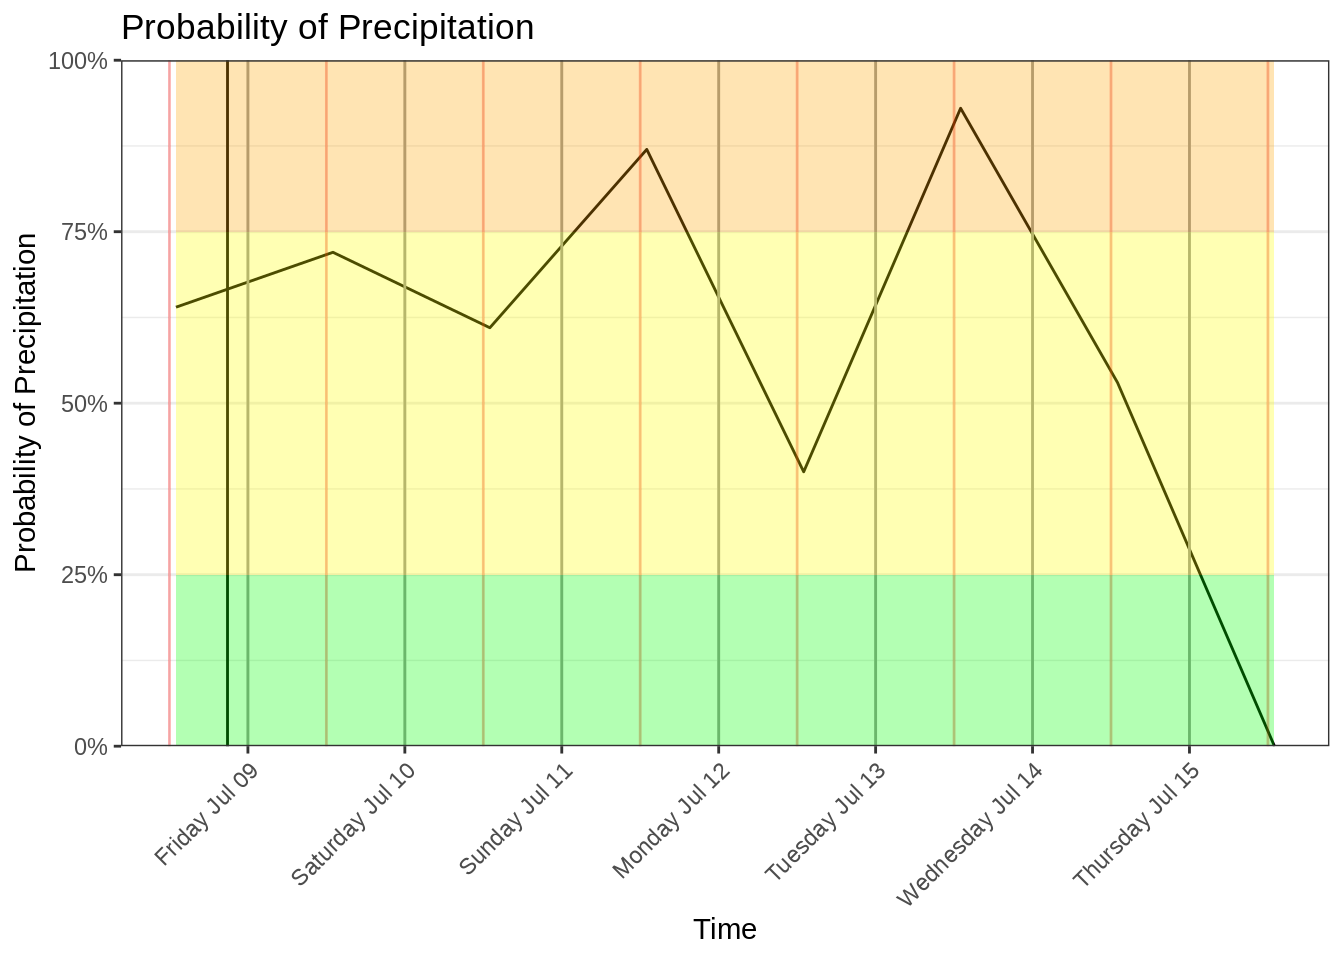 Probability of Precipitation
100%
75%
50%
25%
0%
Probability of Precipitation
Friday Jul 09
Saturday Jul 10
Sunday Jul 11
Monday Jul 12
Tuesday Jul 13
Wednesday Jul 14
Thursday Jul 15
Time